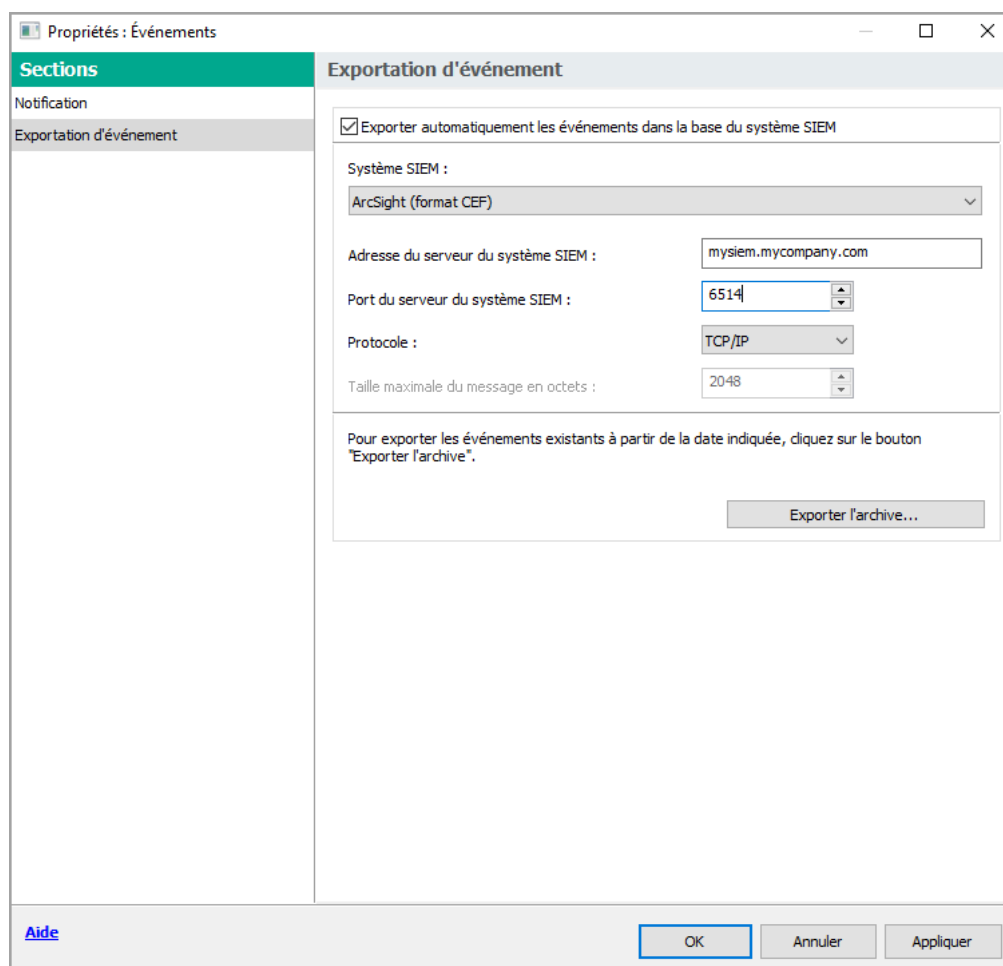 Propriétés : Événements
Sections
Notification
Exportation d'événement
Exportation d'événement
Exporter automatiquement les événements dans la base du système SIEM
Système SIEM :
ArcSight (format CEF)
Adresse du serveur du système SIEM :
mysiem.mycompany.com
Port du serveur du système SIEM :
6514
Protocole :
TCP/IP
Taille maximale du message en octets :
2048
Pour exporter les événements existants à partir de la date indiquée, cliquez sur le bouton
"Exporter l'archive".
Exporter l'archive...
Aide
OK
Annuler
Appliquer